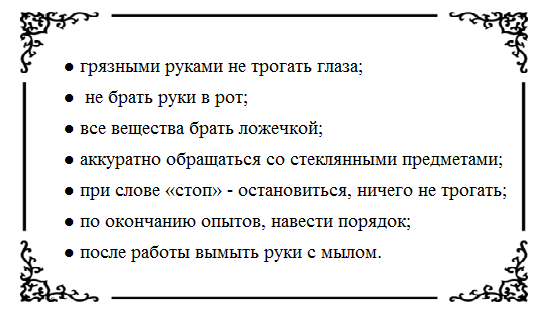 ● грязными руками не трогать глаза;
● не брать руки в рот;
● все вещества брать ложечкой;
● аккуратно обращаться со стеклянными предметами;
● при слове «стоп» - остановиться, ничего не трогать;
● по окончанию опытов, навести порядок;
● после работы вымыть руки с мылом.